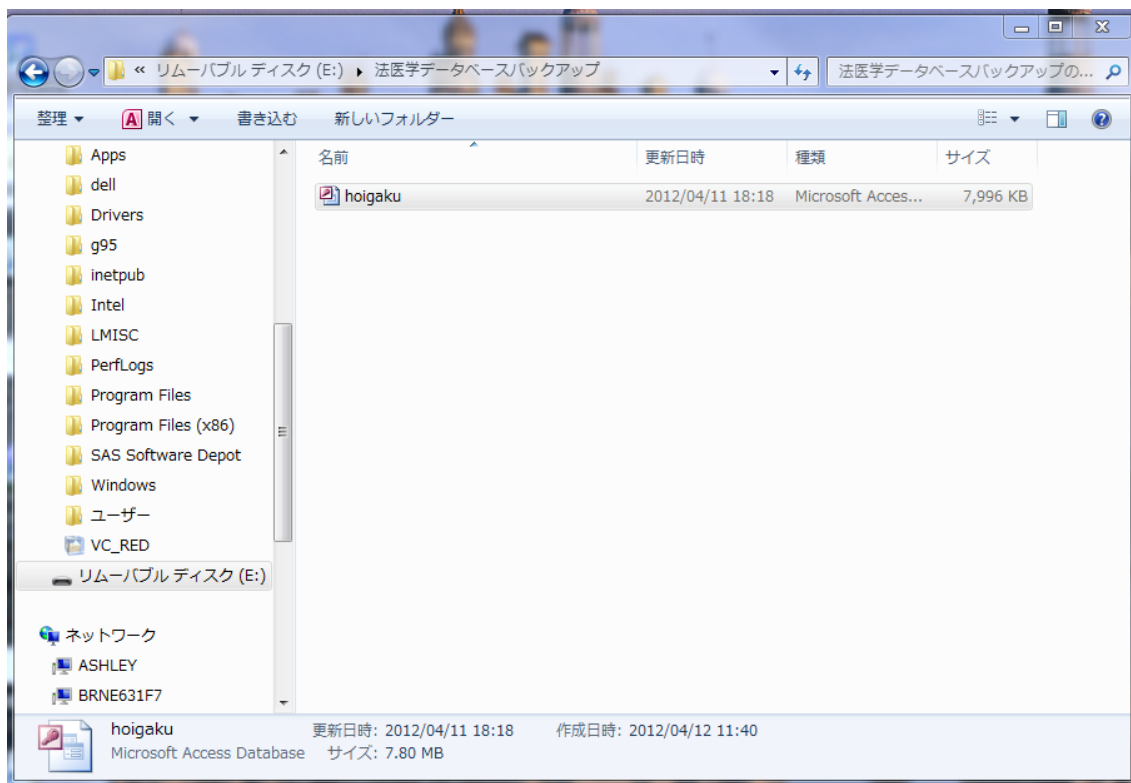 « リムーバブル ディスク (E:) ▸ 法医学データベースバックアップ
法医学データベースバックアップの...
整理 開く 書き込む 新しいフォルダー
Apps
dell
Drivers
g95
inetpub
Intel
LMISC
PerfLogs
Program Files
Program Files (x86)
SAS Software Depot
Windows
ユーザー
VC_RED
リムーバブル ディスク (E:)
ネットワーク
ASHLEY
BRNE631F7
名前 更新日時 種類 サイズ
hoigaku 2012/04/11 18:18 Microsoft Acces... 7,996 KB
hoigaku 更新日時: 2012/04/11 18:18 作成日時: 2012/04/12 11:40
Microsoft Access Database サイズ: 7.80 MB